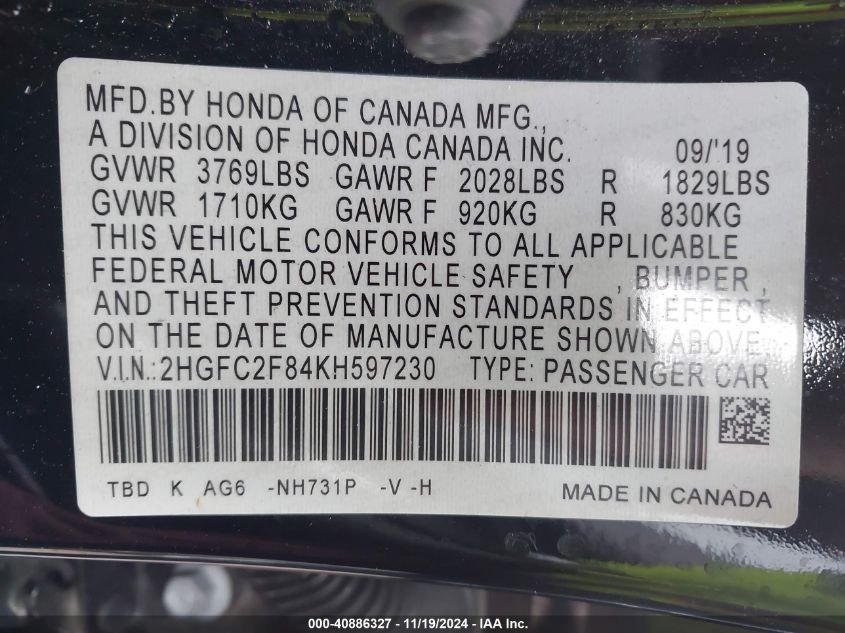 MFD.BY HONDA OF CANADA MFG.,
A DIVISION OF HONDA CANADA INC. 09/'19
GVWR 3769LBS GAWR F 2028LBS R 1829LBS
GVWR 1710KG GAWR F 920KG R 830KG
THIS VEHICLE CONFORMS TO ALL APPLICABLE
FEDERAL MOTOR VEHICLE SAFETY , BUMPER ,
AND THEFT PREVENTION STANDARDS IN EFFECT
ON THE DATE OF MANUFACTURE SHOWN ABOVE.
V.I.N.:2HGFC2F84KH597230 TYPE: PASSENGER CAR
TBD K AG6 -NH731P -V -H MADE IN CANADA
000-40886327 - 11/19/2024 - IAA Inc.